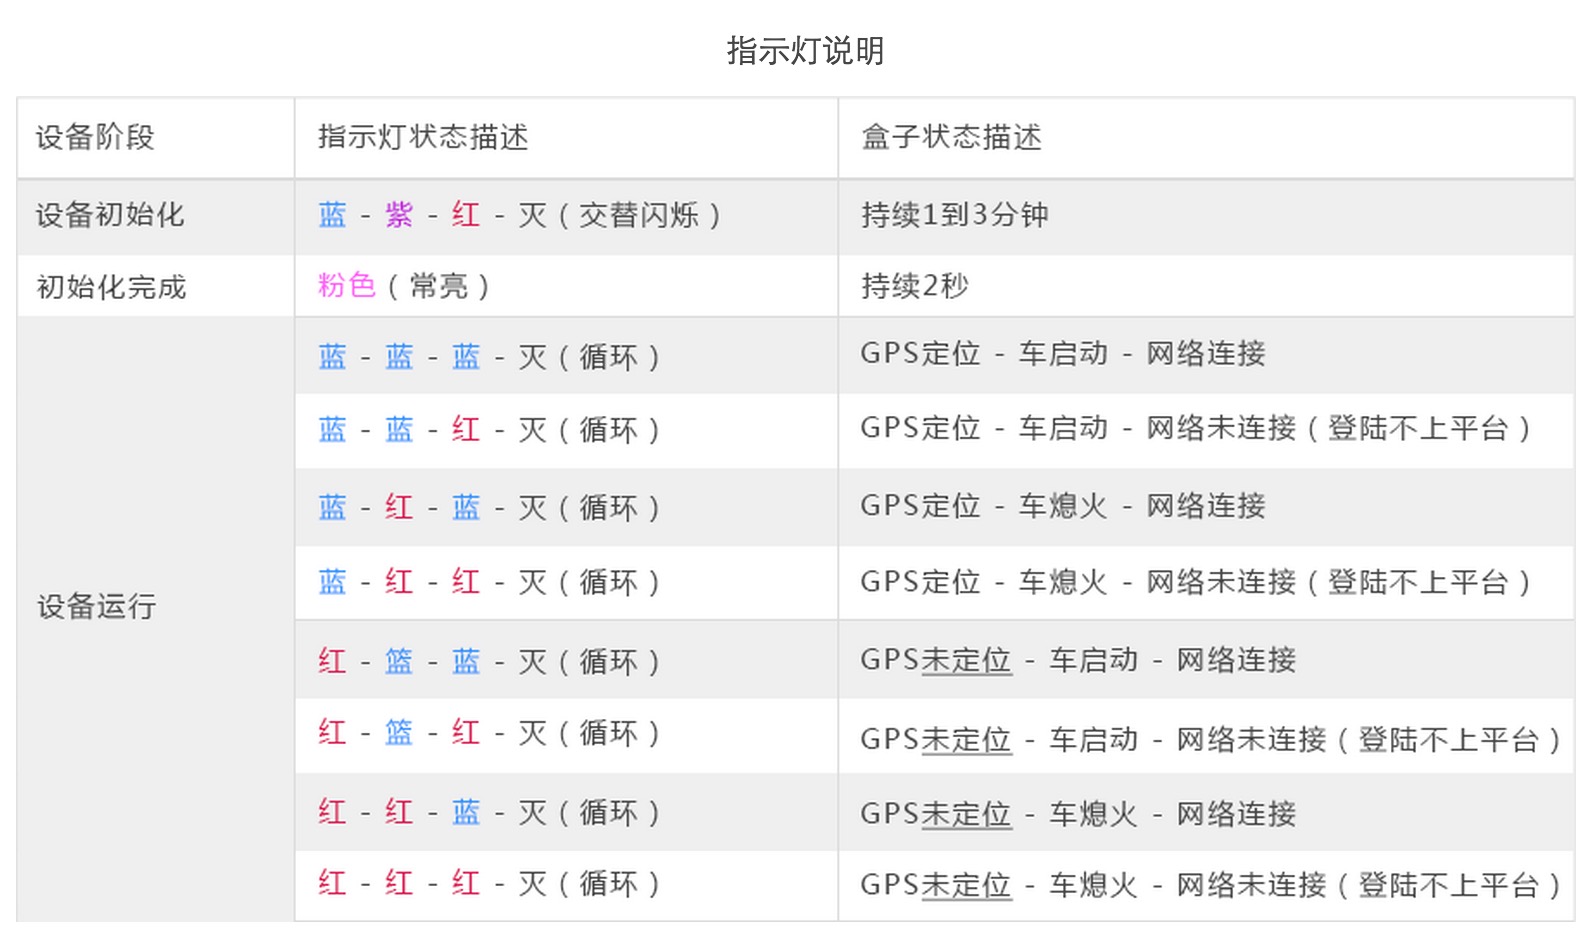 指示灯说明
设备阶段 指示灯状态描述 盒子状态描述
设备初始化 蓝 - 紫 - 红 - 灭（交替闪烁） 持续1到3分钟
初始化完成 粉色（常亮） 持续2秒
蓝 - 蓝 - 蓝 - 灭（循环） GPS定位 - 车启动 - 网络连接
蓝 - 蓝 - 红 - 灭（循环） GPS定位 - 车启动 - 网络未连接（登陆不上平台）
蓝 - 红 - 蓝 - 灭（循环） GPS定位 - 车熄火 - 网络连接
蓝 - 红 - 红 - 灭（循环） GPS定位 - 车熄火 - 网络未连接（登陆不上平台）
设备运行
红 - 篮 - 蓝 - 灭（循环） GPS未定位 - 车启动 - 网络连接
红 - 篮 - 红 - 灭（循环） GPS未定位 - 车启动 - 网络未连接（登陆不上平台）
红 - 红 - 蓝 - 灭（循环） GPS未定位 - 车熄火 - 网络连接
红 - 红 - 红 - 灭（循环） GPS未定位 - 车熄火 - 网络未连接（登陆不上平台）